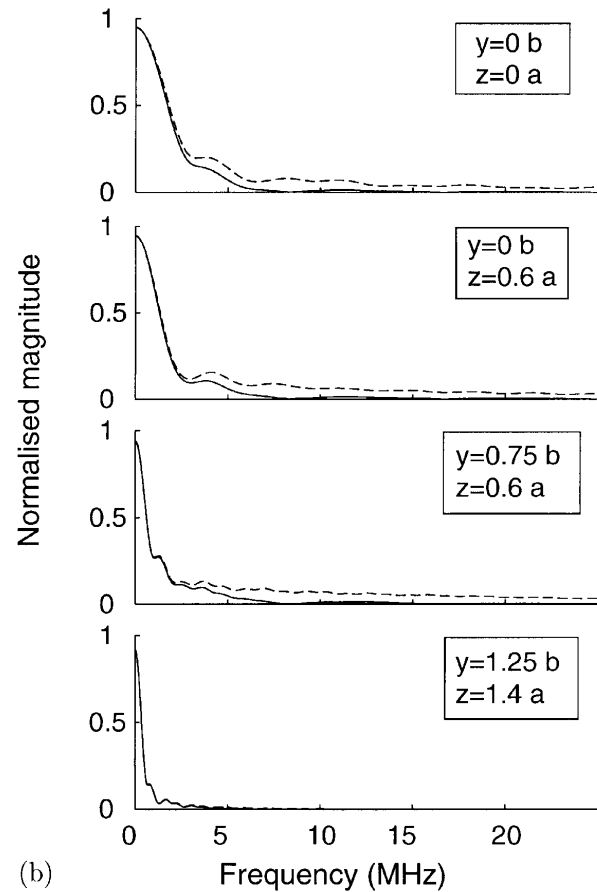 1
0.5
0
y=0 b
z=0 a
1
0.5
0
y=0 b
z=0.6 a
1
0.5
0
y=0.75 b
z=0.6 a
1
0.5
0
y=1.25 b
z=1.4 a
0 5 10 15 20
Normalised magnitude
(b) Frequency (MHz)